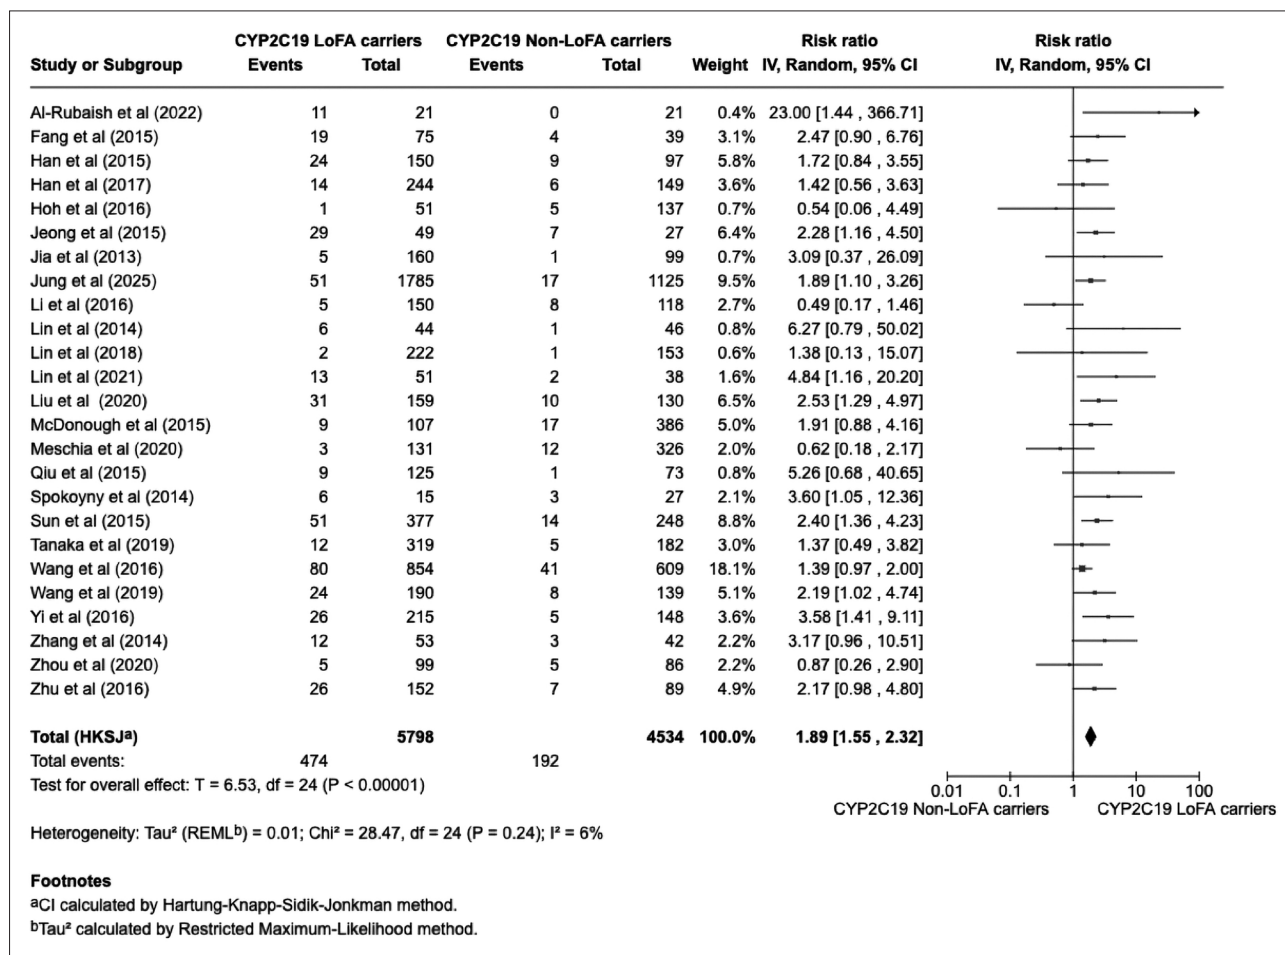 CYP2C19 LoFA carriers CYP2C19 Non-LoFA carriers Risk ratio Risk ratio
Study or Subgroup Events Total Events Total Weight IV, Random, 95% CI IV, Random, 95% CI
Al-Rubaish et al (2022) 11 21 0 21 0.4% 23.00 [1.44 , 366.71]
Fang et al (2015) 19 75 4 39 3.1% 2.47 [0.90 , 6.76]
Han et al (2015) 24 150 9 97 5.8% 1.72 [0.84 , 3.55]
Han et al (2017) 14 244 6 149 3.6% 1.42 [0.56 , 3.63]
Hoh et al (2016) 1 51 5 137 0.7% 0.54 [0.06 , 4.49]
Jeong et al (2015) 29 49 7 27 6.4% 2.28 [1.16 , 4.50]
Jia et al (2013) 5 160 1 99 0.7% 3.09 [0.37 , 26.09]
Jung et al (2025) 51 1785 17 1125 9.5% 1.89 [1.10 , 3.26]
Li et al (2016) 5 150 8 118 2.7% 0.49 [0.17 , 1.46]
Lin et al (2014) 6 44 1 46 0.8% 6.27 [0.79 , 50.02]
Lin et al (2018) 2 222 1 153 0.6% 1.38 [0.13 , 15.07]
Lin et al (2021) 13 51 2 38 1.6% 4.84 [1.16 , 20.20]
Liu et al (2020) 31 159 10 130 6.5% 2.53 [1.29 , 4.97]
McDonough et al (2015) 9 107 17 386 5.0% 1.91 [0.88 , 4.16]
Meschia et al (2020) 3 131 12 326 2.0% 0.62 [0.18 , 2.17]
Qiu et al (2015) 9 125 1 73 0.8% 5.26 [0.68 , 40.65]
Spokoyny et al (2014) 6 15 3 27 2.1% 3.60 [1.05 , 12.36]
Sun et al (2015) 51 377 14 248 8.8% 2.40 [1.36 , 4.23]
Tanaka et al (2019) 12 319 5 182 3.0% 1.37 [0.49 , 3.82]
Wang et al (2016) 80 854 41 609 18.1% 1.39 [0.97 , 2.00]
Wang et al (2019) 24 190 8 139 5.1% 2.19 [1.02 , 4.74]
Yi et al (2016) 26 215 5 148 3.6% 3.58 [1.41 , 9.11]
Zhang et al (2014) 12 53 3 42 2.2% 3.17 [0.96 , 10.51]
Zhou et al (2020) 5 99 5 86 2.2% 0.87 [0.26 , 2.90]
Zhu et al (2016) 26 152 7 89 4.9% 2.17 [0.98 , 4.80]
Total (HKSJᵃ) 5798 4534 100.0% 1.89 [1.55 , 2.32]
Total events: 474 192
Test for overall effect: T = 6.53, df = 24 (P < 0.00001)
0.01 0.1 1 10 100
CYP2C19 Non-LoFA carriers CYP2C19 LoFA carriers
Heterogeneity: Tau² (REMLᵇ) = 0.01; Chi² = 28.47, df = 24 (P = 0.24); I² = 6%
Footnotes
ᵃCI calculated by Hartung-Knapp-Sidik-Jonkman method.
ᵇTau² calculated by Restricted Maximum-Likelihood method.